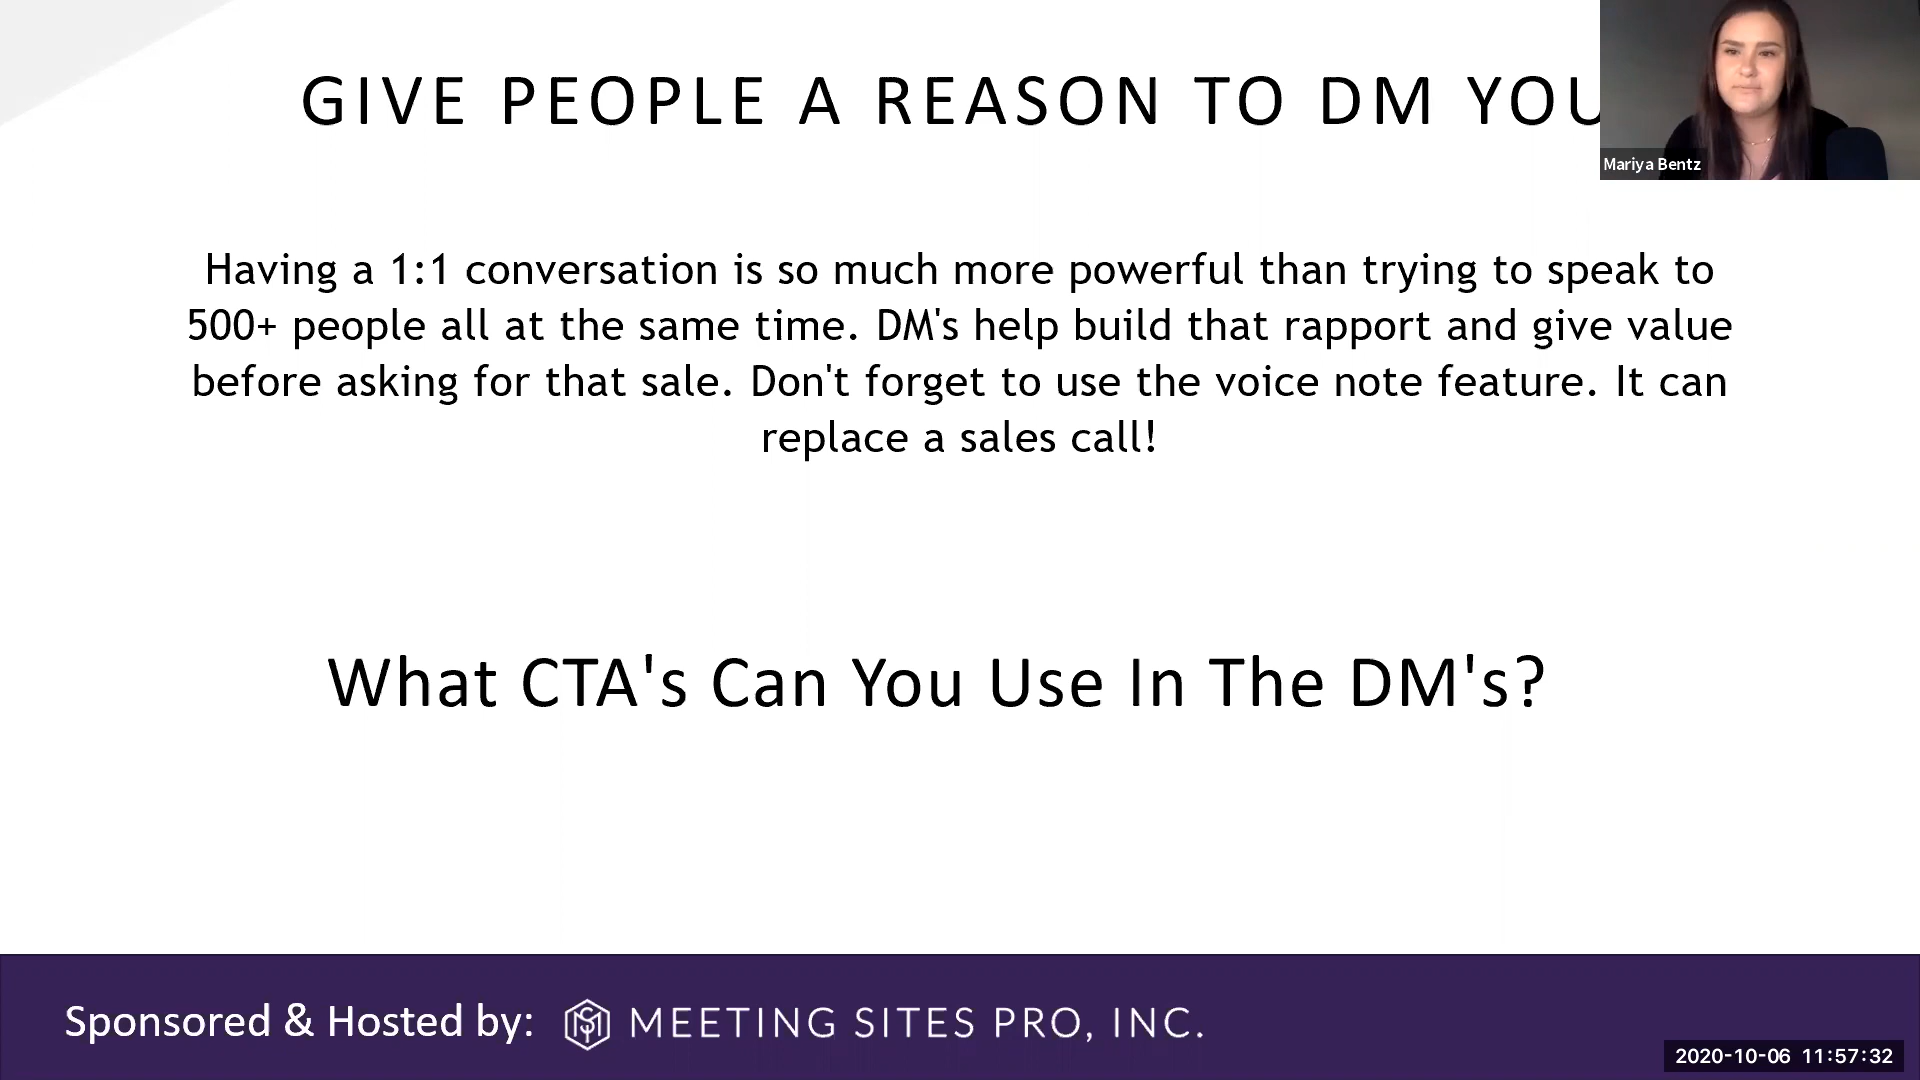 GIVE PEOPLE A REASON TO DM YOU
Mariya Bentz
Having a 1:1 conversation is so much more powerful than trying to speak to
500+ people all at the same time. DM's help build that rapport and give value
before asking for that sale. Don't forget to use the voice note feature. It can
replace a sales call!
What CTA's Can You Use In The DM's?
Sponsored & Hosted by: MEETING SITES PRO, INC.
2020-10-06 11:57:32